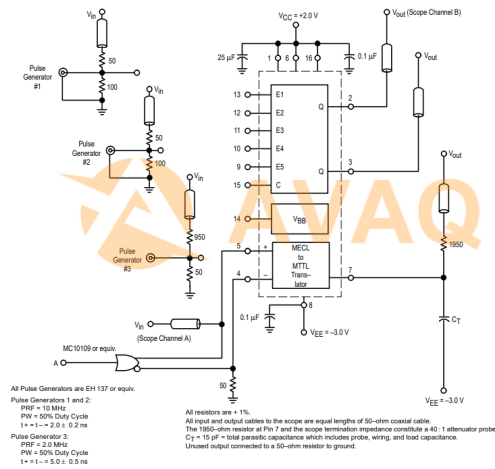 Vin
50
Pulse
Generator
#1
100
Vin
50
Pulse
Generator
#2
100
Vin
950
Pulse
Generator
#3
50
Vin
(Scope Channel A)
MC10109 or equiv.
A
50
VCC = +2.0 V
25 µF
0.1 µF
1 6 16
13 E1
12 E2
11 E3
10 E4
9 E5
15 C
Q 2
Q 3
14 VBB
5 +
4 –
MECL
to
MTTL
Trans–
lator
7
8
0.1 µF
VEE = –3.0 V
Vout (Scope Channel B)
Vout
Vout
1950
CT
VEE = –3.0 V
AVAQ
All Pulse Generators are EH 137 or equiv.
Pulse Generators 1 and 2:
PRF = 10 MHz
PW = 50% Duty Cycle
t+ = t– = 2.0 ± 0.2 ns
Pulse Generator 3:
PRF = 2.0 MHz
PW = 50% Duty Cycle
t+ = t– = 5.0 ± 0.5 ns
All resistors are + 1%.
All input and output cables to the scope are equal lengths of 50–ohm coaxial cable.
The 1950–ohm resistor at Pin 7 and the scope termination impedance constitute a 40 : 1 attenuator probe
CT = 15 pF = total parasitic capacitance which includes probe, wiring, and load capacitance.
Unused output connected to a 50–ohm resistor to ground.